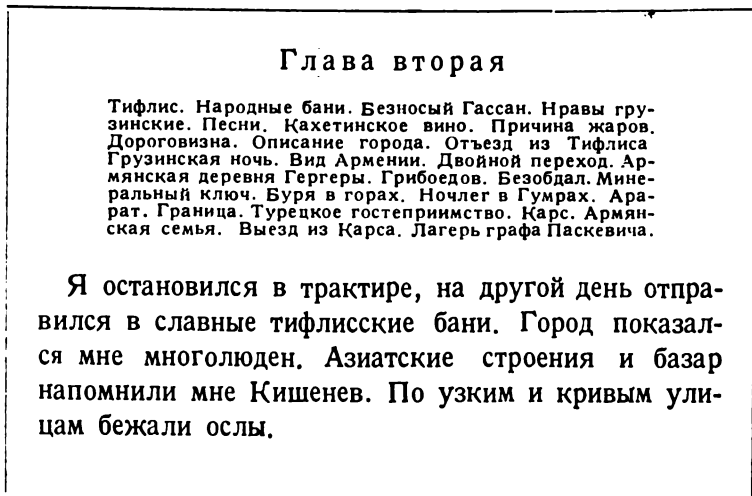 Глава вторая
Тифлис. Народные бани. Безносый Гассан. Нравы гру-
зинские. Песни. Кахетинское вино. Причина жаров.
Дороговизна. Описание города. Отъезд из Тифлиса
Грузинская ночь. Вид Армении. Двойной переход. Ар-
мянская деревня Гергеры. Грибоедов. Безобдал. Мине-
ральный ключ. Буря в горах. Ночлег в Гумрах. Ара-
рат. Граница. Турецкое гостеприимство. Карс. Армян-
ская семья. Выезд из Карса. Лагерь графа Паскевича.
Я остановился в трактире, на другой день отпра-
вился в славные тифлисские бани. Город показал-
ся мне многолюден. Азиатские строения и базар
напомнили мне Кишенев. По узким и кривым ули-
цам бежали ослы.